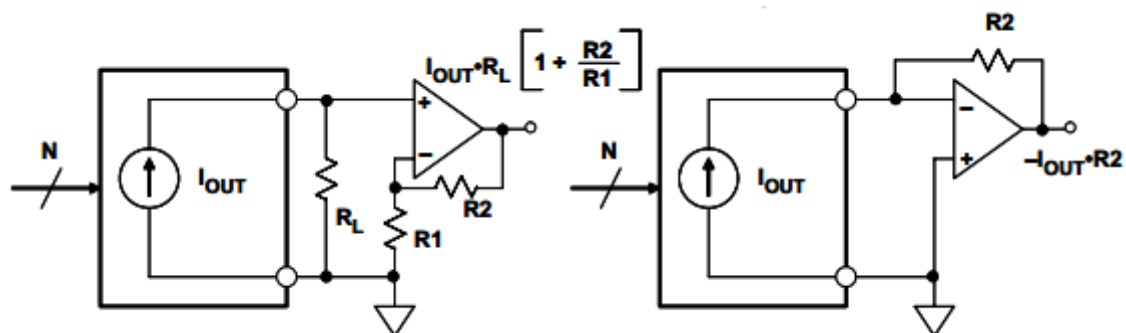 I_OUT•R_L [1 + R2/R1]
N
I_OUT
R_L
+
–
R2
R1
R2
N
I_OUT
–
+
–I_OUT•R2